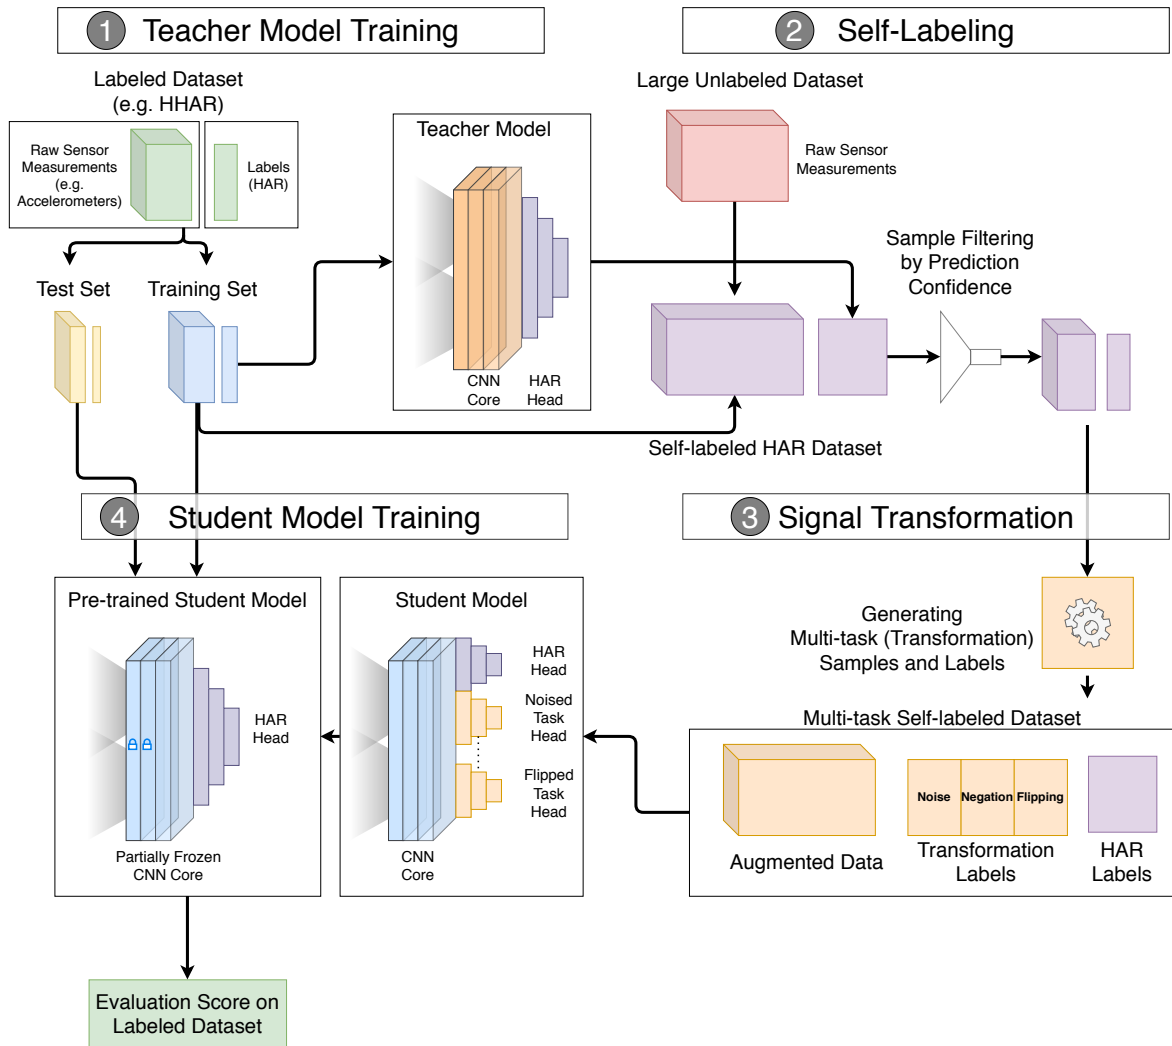 1 Teacher Model Training
Labeled Dataset
(e.g. HHAR)
Raw Sensor
Measurements
(e.g.
Accelerometers)
Labels
(HAR)
Test Set
Training Set
Teacher Model
CNN
Core
HAR
Head
2 Self-Labeling
Large Unlabeled Dataset
Raw Sensor
Measurements
Sample Filtering
by Prediction
Confidence
Self-labeled HAR Dataset
3 Signal Transformation
Generating
Multi-task (Transformation)
Samples and Labels
Multi-task Self-labeled Dataset
Augmented Data
Noise
Negation
Flipping
Transformation
Labels
HAR
Labels
4 Student Model Training
Student Model
HAR
Head
Noised
Task
Head
Flipped
Task
Head
CNN
Core
Pre-trained Student Model
HAR
Head
Partially Frozen
CNN Core
Evaluation Score on
Labeled Dataset